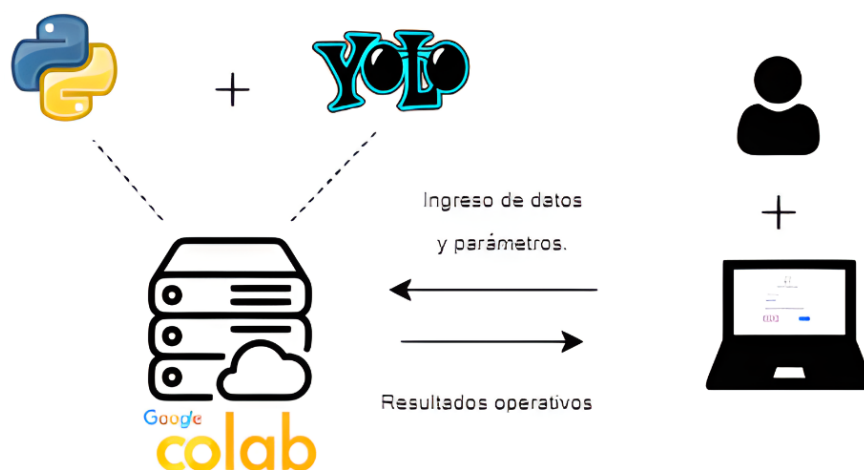 YOLO
Ingreso de datos
y parámetros.
Resultados operativos
Google
colab